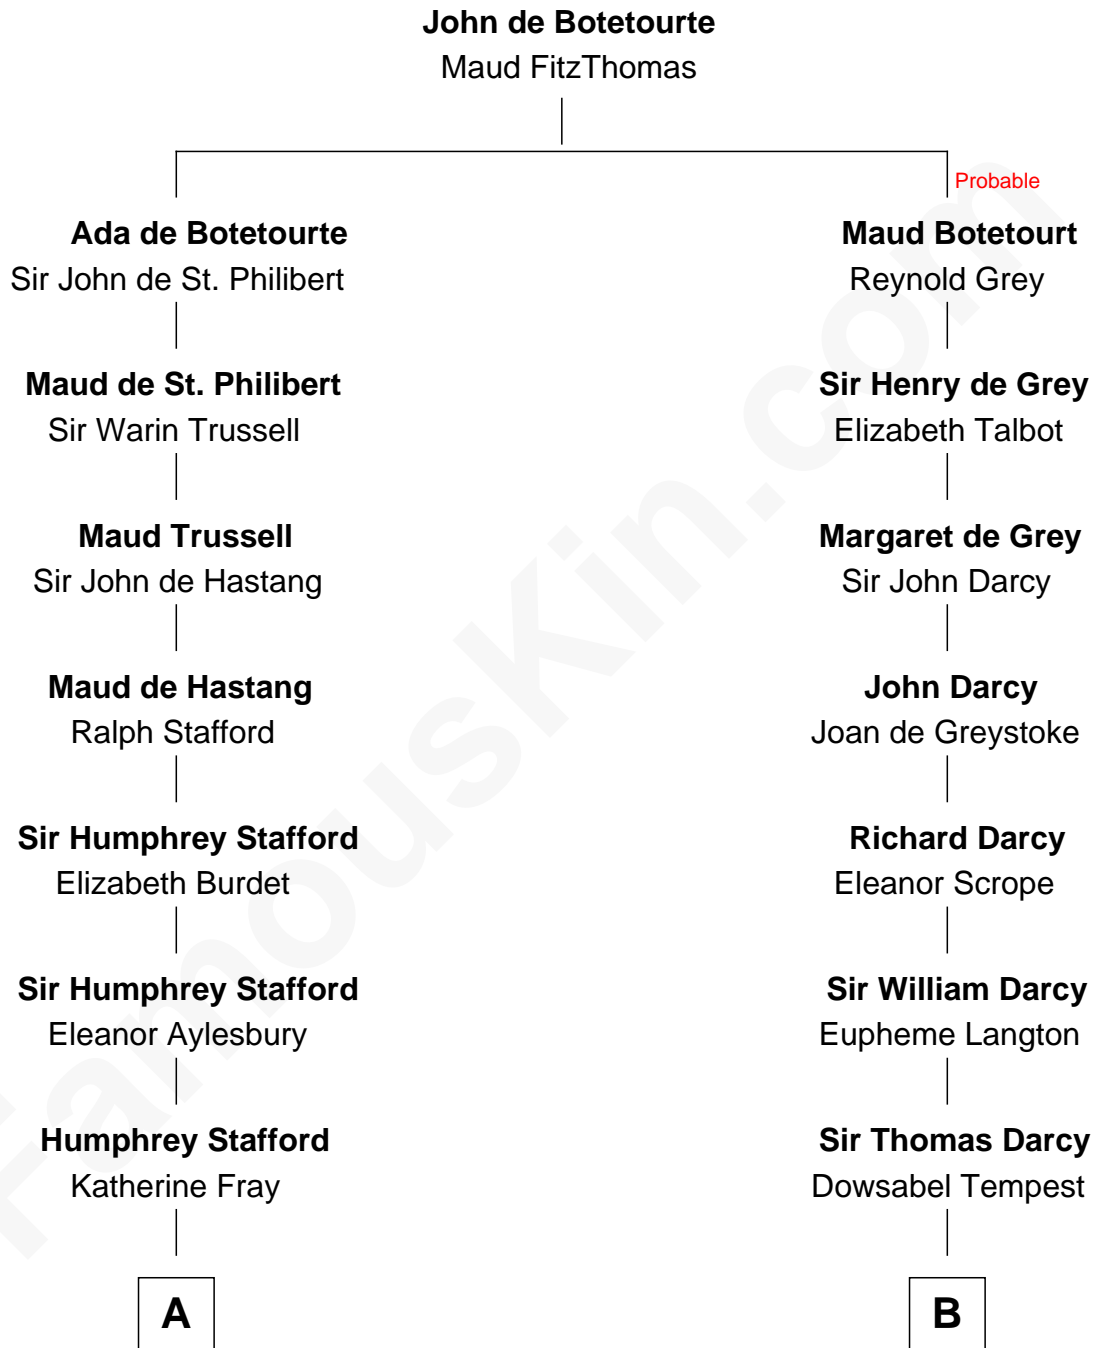 John de Botetourte
Maud FitzThomas
Probable
Ada de Botetourte
Sir John de St. Philibert
Maud Botetourt
Reynold Grey
Maud de St. Philibert
Sir Warin Trussell
Sir Henry de Grey
Elizabeth Talbot
Maud Trussell
Sir John de Hastang
Margaret de Grey
Sir John Darcy
Maud de Hastang
Ralph Stafford
John Darcy
Joan de Greystoke
Sir Humphrey Stafford
Elizabeth Burdet
Richard Darcy
Eleanor Scrope
Sir Humphrey Stafford
Eleanor Aylesbury
Sir William Darcy
Eupheme Langton
Humphrey Stafford
Katherine Fray
Sir Thomas Darcy
Dowsabel Tempest
A
B
FamousKin.com